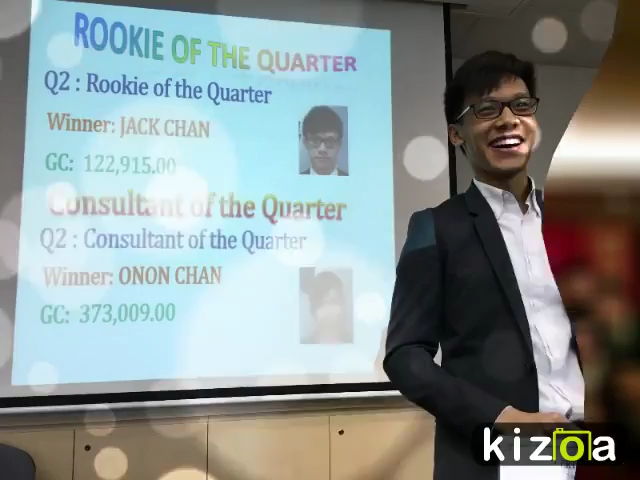 ROOKIE OF THE QUARTER
Q2 : Rookie of the Quarter
Winner: JACK CHAN
GC: 122,915.00
Consultant of the Quarter
Q2 : Consultant of the Quarter
Winner: ONON CHAN
GC: 373,009.00
kizoa